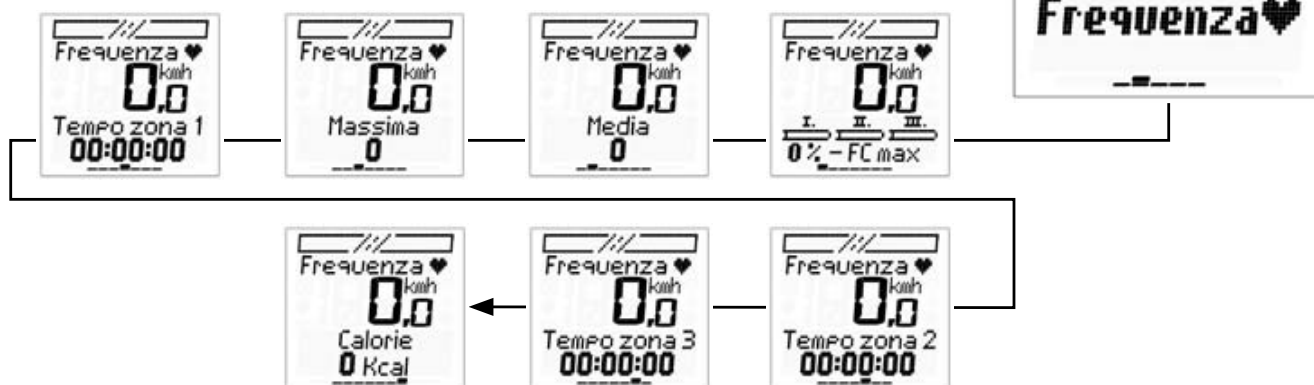 Frequenza♥
Frequenza ♥
0,0 kmh
Tempo zona 1
00:00:00
Frequenza ♥
0,0 kmh
Massima
0
Frequenza ♥
0,0 kmh
Media
0
Frequenza ♥
0,0 kmh
I. II. III.
0 % – FC max
Frequenza ♥
0,0 kmh
Calorie
0 Kcal
Frequenza ♥
0,0 kmh
Tempo zona 3
00:00:00
Frequenza ♥
0,0 kmh
Tempo zona 2
00:00:00